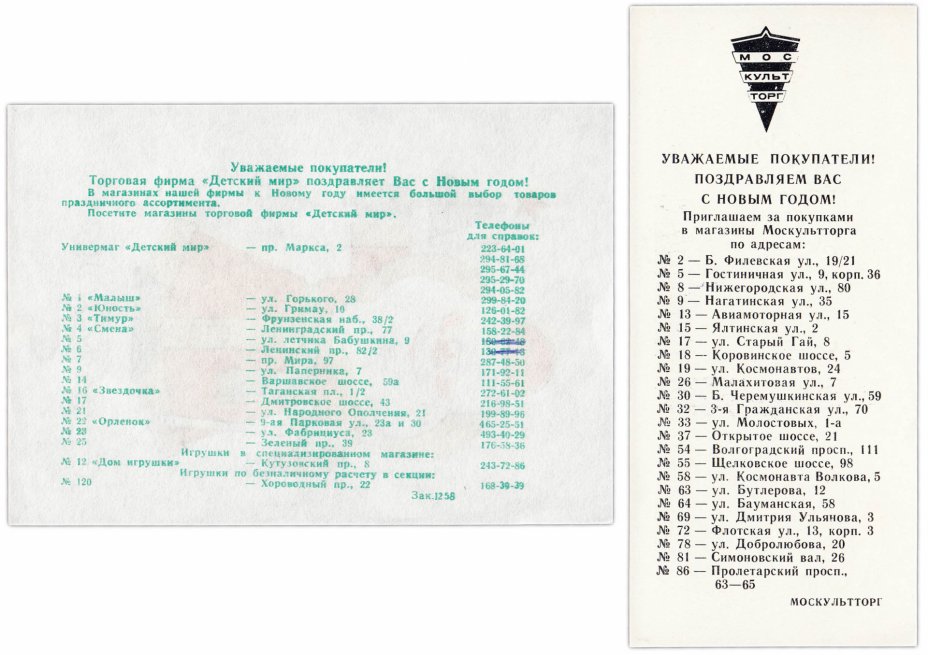 Уважаемые покупатели!
Торговая фирма «Детский мир» поздравляет Вас с Новым годом!
В магазинах нашей фирмы к Новому году имеется большой выбор товаров
праздничного ассортимента.
Посетите магазины торговой фирмы «Детский мир».
Телефоны
для справок:
Универмаг «Детский мир» — пр. Маркса, 2 223-64-01
294-81-68
295-67-44
295-29-70
294-05-82
№ 1 «Малыш» — ул. Горького, 28 299-84-20
№ 2 «Юность» — ул. Гримау, 10 126-01-82
№ 3 «Тимур» — Фрунзенская наб., 38/2 242-39-97
№ 4 «Смена» — Ленинградский пр., 77 158-22-84
№ 5 — ул. летчика Бабушкина, 9
№ 6 — Ленинский пр., 82/2
№ 7 — пр. Мира, 97 287-48-50
№ 9 — ул. Паперника, 7 171-92-11
№ 14 — Варшавское шоссе, 59а 111-55-61
№ 16 «Звездочка» — Таганская пл., 1/2 272-61-02
№ 17 — Дмитровское шоссе, 43 216-98-51
№ 21 — ул. Народного Ополчения, 21 199-89-96
№ 22 «Орленок» — 9-ая Парковая ул., 23а и 30 465-25-51
№ 23 — ул. Фабрициуса, 23 493-40-29
№ 25 — Зеленый пр., 39 176-58-36
Игрушки в специализированном магазине:
№ 12 «Дом игрушки» — Кутузовский пр., 8 243-72-86
Игрушки по безналичному расчету в секции:
№ 120 — Хороводный пр., 22 168-39-39
Зак.1258
МОС
КУЛЬТ
ТОРГ
УВАЖАЕМЫЕ ПОКУПАТЕЛИ!
ПОЗДРАВЛЯЕМ ВАС
С НОВЫМ ГОДОМ!
Приглашаем за покупками
в магазины Москультторга
по адресам:
№ 2 — Б. Филевская ул., 19/21
№ 5 — Гостиничная ул., 9, корп. 36
№ 8 — Нижегородская ул., 80
№ 9 — Нагатинская ул., 35
№ 13 — Авиамоторная ул., 15
№ 15 — Ялтинская ул., 2
№ 17 — ул. Старый Гай, 8
№ 18 — Коровинское шоссе, 5
№ 19 — ул. Космонавтов, 24
№ 26 — Малахитовая ул., 7
№ 30 — Б. Черемушкинская ул., 59
№ 32 — 3-я Гражданская ул., 70
№ 33 — ул. Молостовых, 1-а
№ 37 — Открытое шоссе, 21
№ 54 — Волгоградский просп., 111
№ 55 — Щелковское шоссе, 98
№ 58 — ул. Космонавта Волкова, 5
№ 63 — ул. Бутлерова, 12
№ 64 — ул. Бауманская, 58
№ 69 — ул. Дмитрия Ульянова, 3
№ 72 — Флотская ул., 13, корп. 3
№ 78 — ул. Добролюбова, 20
№ 81 — Симоновский вал, 26
№ 86 — Пролетарский просп.,
63—65
МОСКУЛЬТТОРГ